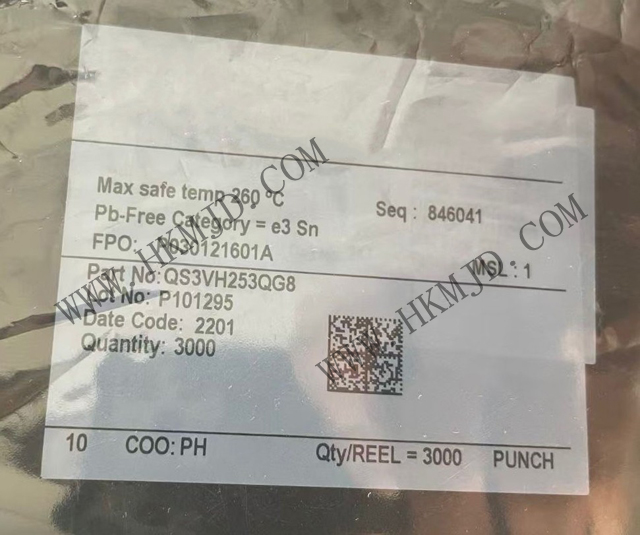 Max safe temp 260 ºC
Pb-Free Category = e3 Sn
Seq : 846041
FPO: R030121601A
MSL : 1
Part No:QS3VH253QG8
Lot No: P101295
Date Code: 2201
Quantity: 3000
10 COO: PH Qty/REEL = 3000 PUNCH
WWW.HKMJD.COM
WWW.HKMJD.COM